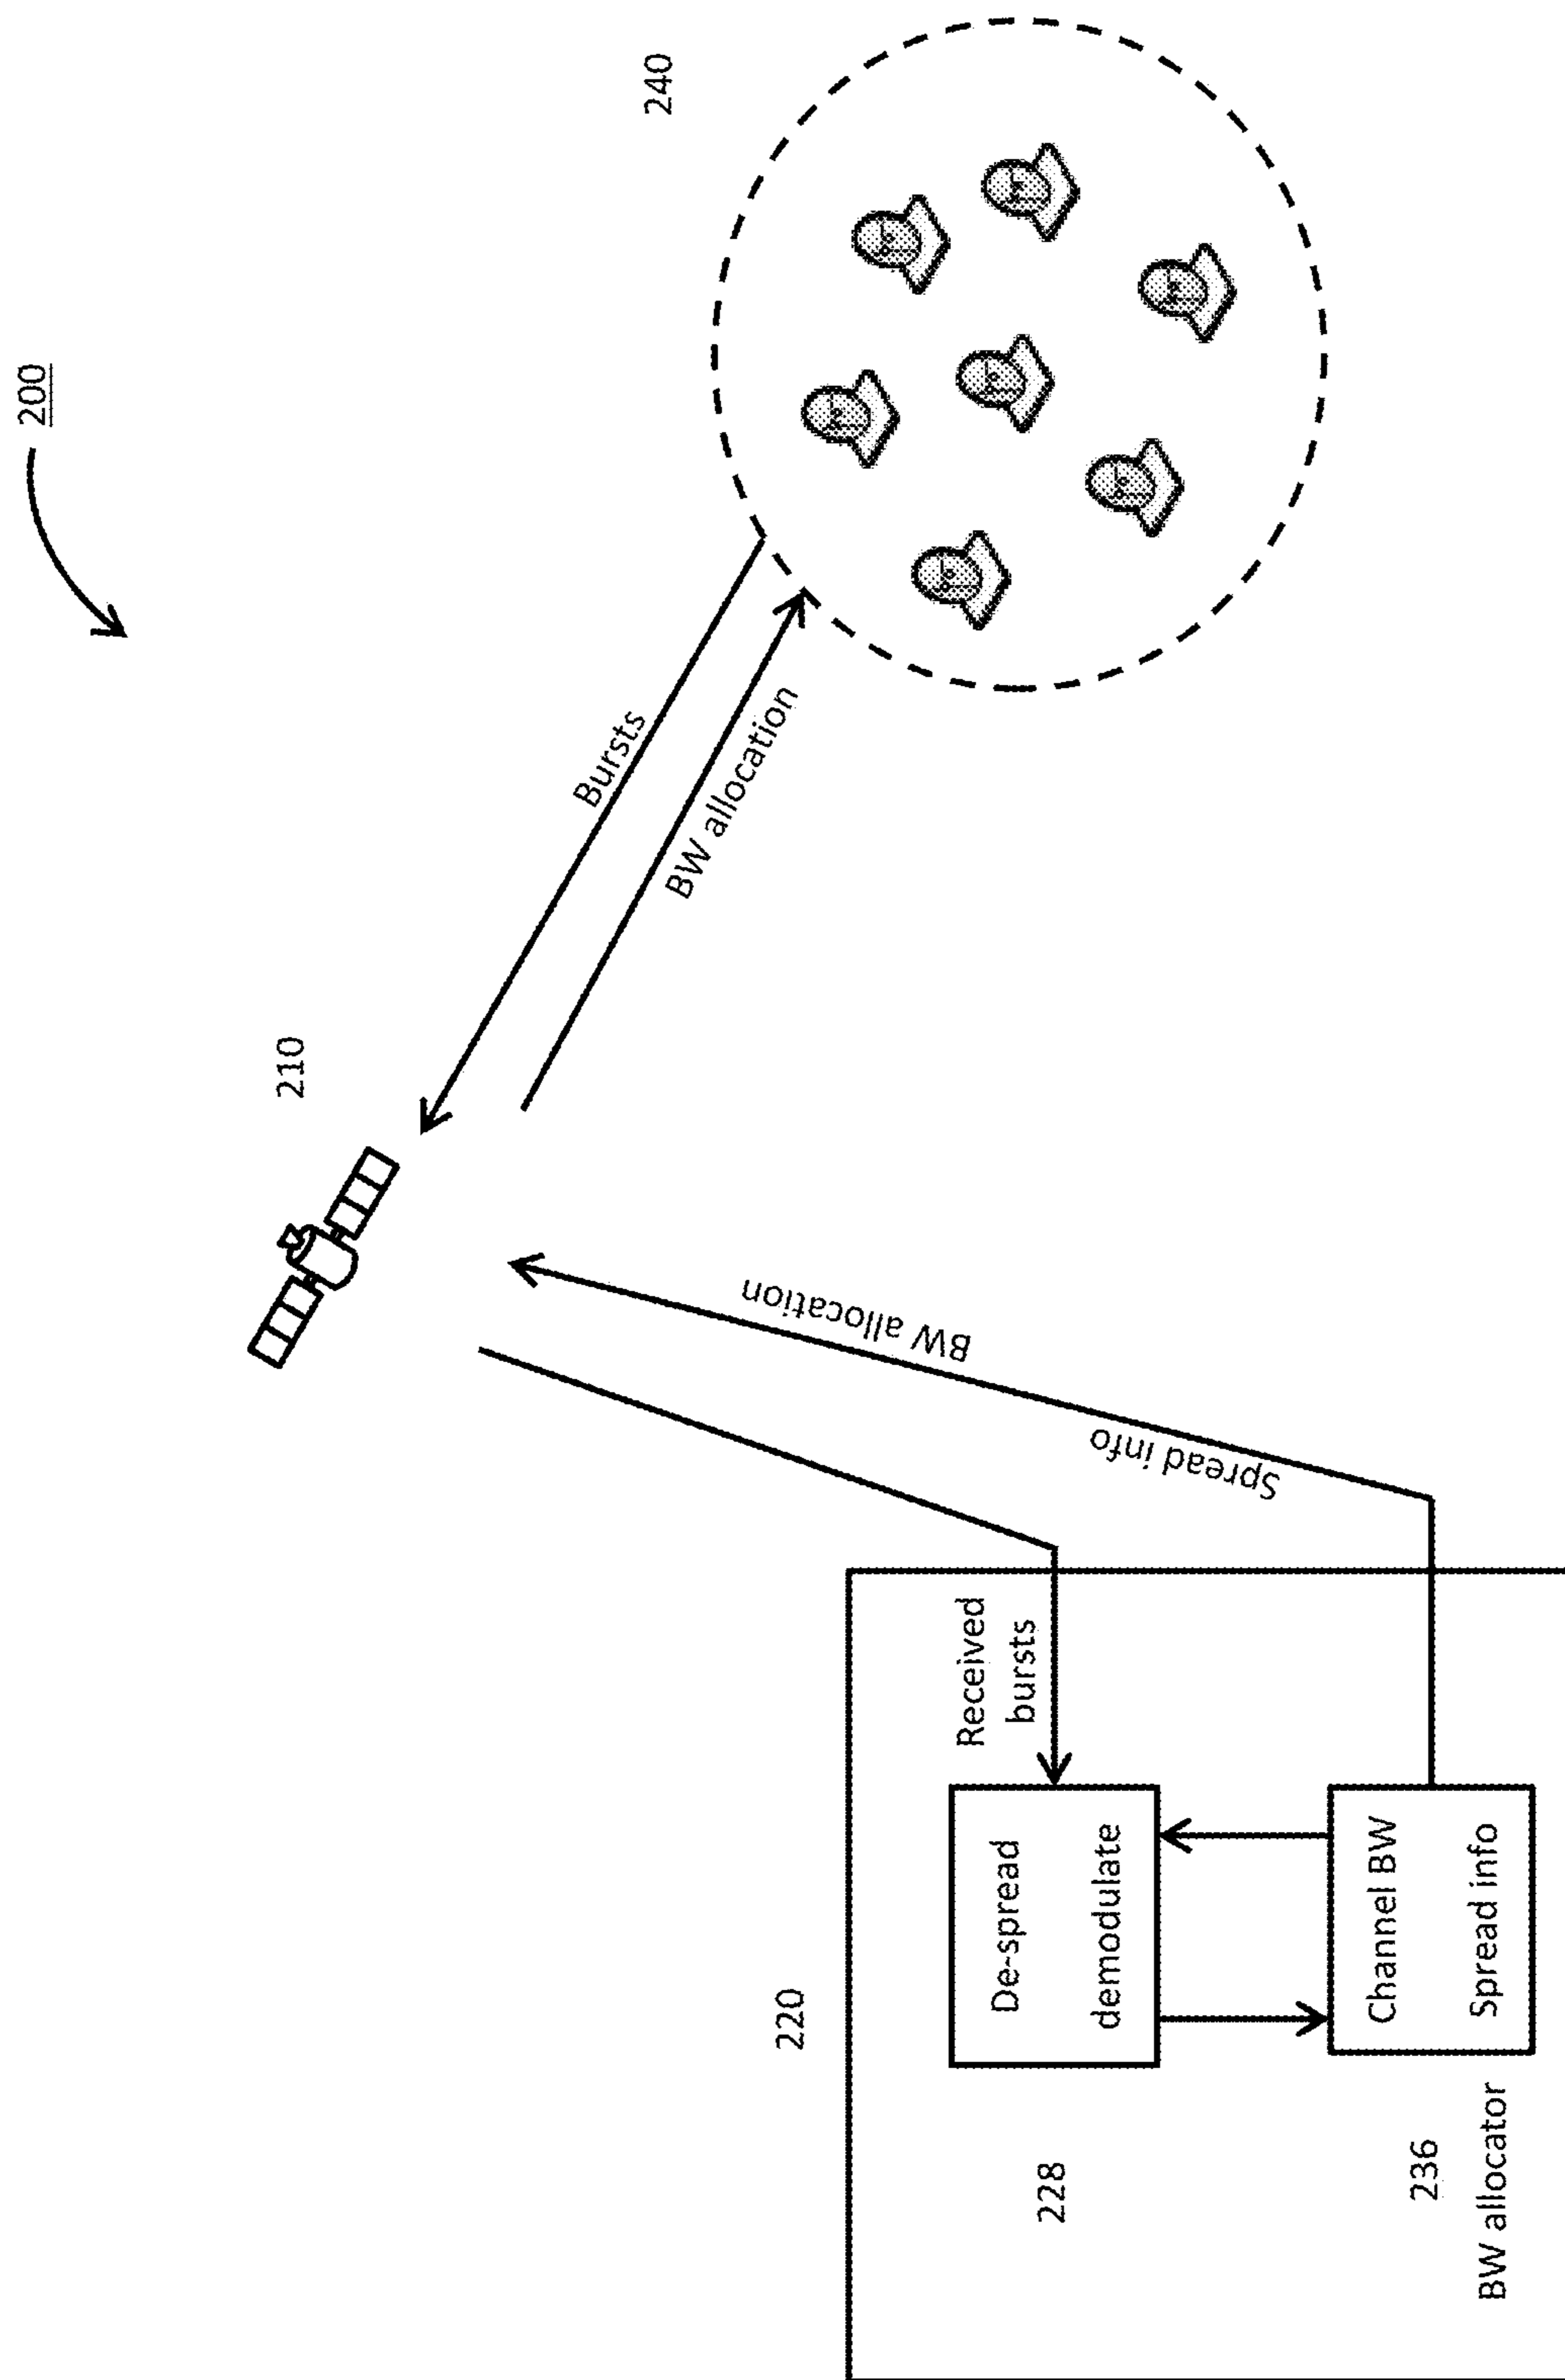 200
210
240
Bursts
BW allocation
BW allocation
Spread info
220
Received
bursts
De-spread
demodulate
228
Channel BW
Spread info
236
BW allocator